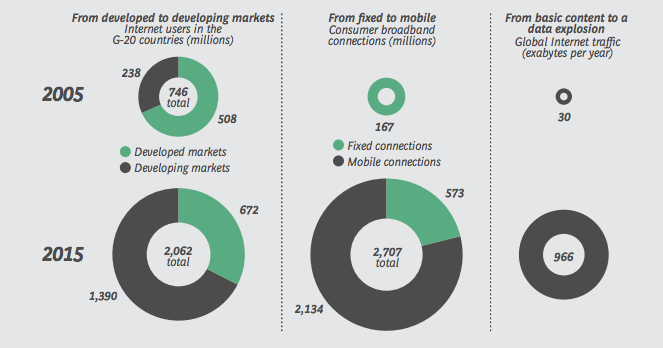 From developed to developing markets
Internet users in the
G-20 countries (millions)
From fixed to mobile
Consumer broadband
connections (millions)
From basic content to a
data explosion
Global Internet traffic
(exabytes per year)
2005
238
746
total
508
167
30
Developed markets
Developing markets
Fixed connections
Mobile connections
2015
672
2,062
total
1,390
573
2,707
total
2,134
966